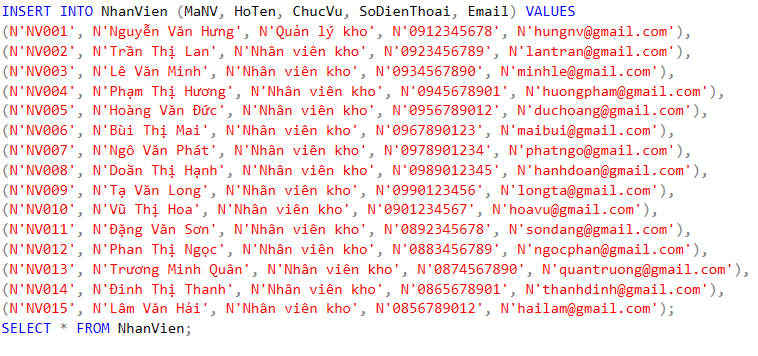 INSERT INTO NhanVien (MaNV, HoTen, ChucVu, SoDienThoai, Email) VALUES
(N'NV001', N'Nguyễn Văn Hưng', N'Quản lý kho', N'0912345678', N'hungnv@gmail.com'),
(N'NV002', N'Trần Thị Lan', N'Nhân viên kho', N'0923456789', N'lantran@gmail.com'),
(N'NV003', N'Lê Văn Minh', N'Nhân viên kho', N'0934567890', N'minhle@gmail.com'),
(N'NV004', N'Phạm Thị Hương', N'Nhân viên kho', N'0945678901', N'huongpham@gmail.com'),
(N'NV005', N'Hoàng Văn Đức', N'Nhân viên kho', N'0956789012', N'duchoang@gmail.com'),
(N'NV006', N'Bùi Thị Mai', N'Nhân viên kho', N'0967890123', N'maibui@gmail.com'),
(N'NV007', N'Ngô Văn Phát', N'Nhân viên kho', N'0978901234', N'phatngo@gmail.com'),
(N'NV008', N'Doãn Thị Hạnh', N'Nhân viên kho', N'0989012345', N'hanhdoan@gmail.com'),
(N'NV009', N'Tạ Văn Long', N'Nhân viên kho', N'0990123456', N'longta@gmail.com'),
(N'NV010', N'Vũ Thị Hoa', N'Nhân viên kho', N'0901234567', N'hoavu@gmail.com'),
(N'NV011', N'Đặng Văn Sơn', N'Nhân viên kho', N'0892345678', N'sondang@gmail.com'),
(N'NV012', N'Phan Thị Ngọc', N'Nhân viên kho', N'0883456789', N'ngocphan@gmail.com'),
(N'NV013', N'Trương Minh Quân', N'Nhân viên kho', N'0874567890', N'quantruong@gmail.com'),
(N'NV014', N'Đinh Thị Thanh', N'Nhân viên kho', N'0865678901', N'thanhdinh@gmail.com'),
(N'NV015', N'Lâm Văn Hải', N'Nhân viên kho', N'0856789012', N'hailam@gmail.com');
SELECT * FROM NhanVien;